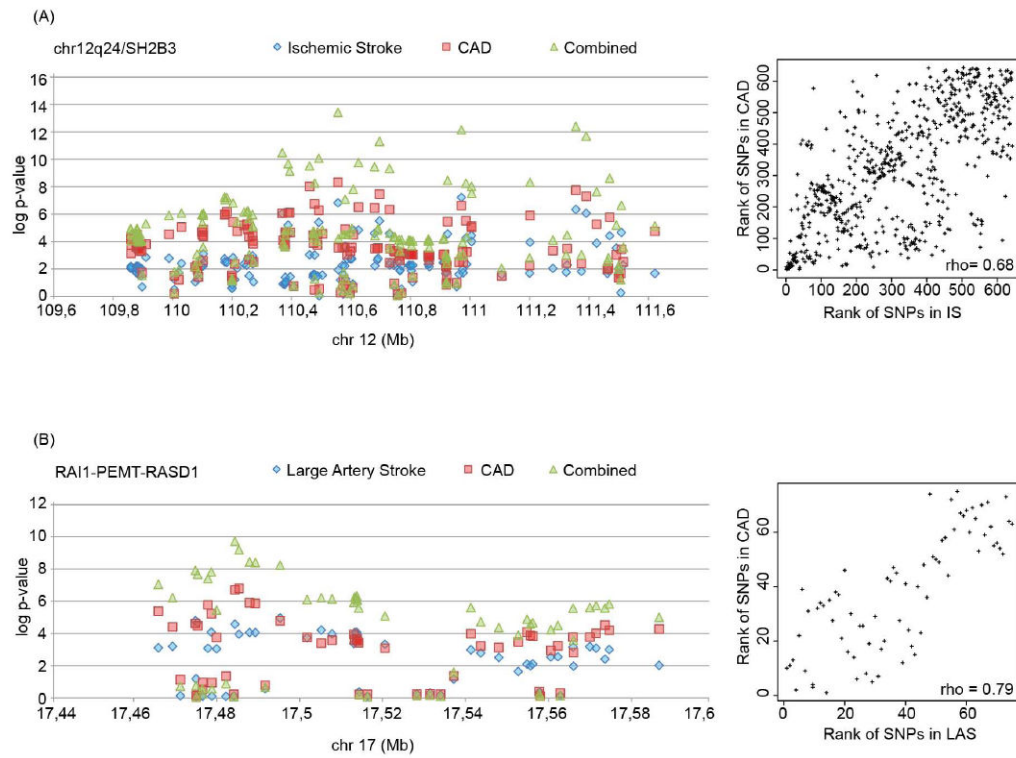 (A)
chr12q24/SH2B3
Ischemic Stroke CAD Combined
16
14
12
10
8
6
4
2
0
log p-value
109,6 109,8 110 110,2 110,4 110,6 110,8 111 111,2 111,4 111,6
chr 12 (Mb)
Rank of SNPs in CAD
0 100 200 300 400 500 600
rho= 0.68
0 100 200 300 400 500 600
Rank of SNPs in IS
(B)
RAI1-PEMT-RASD1
Large Artery Stroke CAD Combined
12
10
8
6
4
2
0
log p-value
17,44 17,46 17,48 17,5 17,52 17,54 17,56 17,58 17,6
chr 17 (Mb)
Rank of SNPs in CAD
0 20 40 60
rho = 0.79
0 20 40 60
Rank of SNPs in LAS